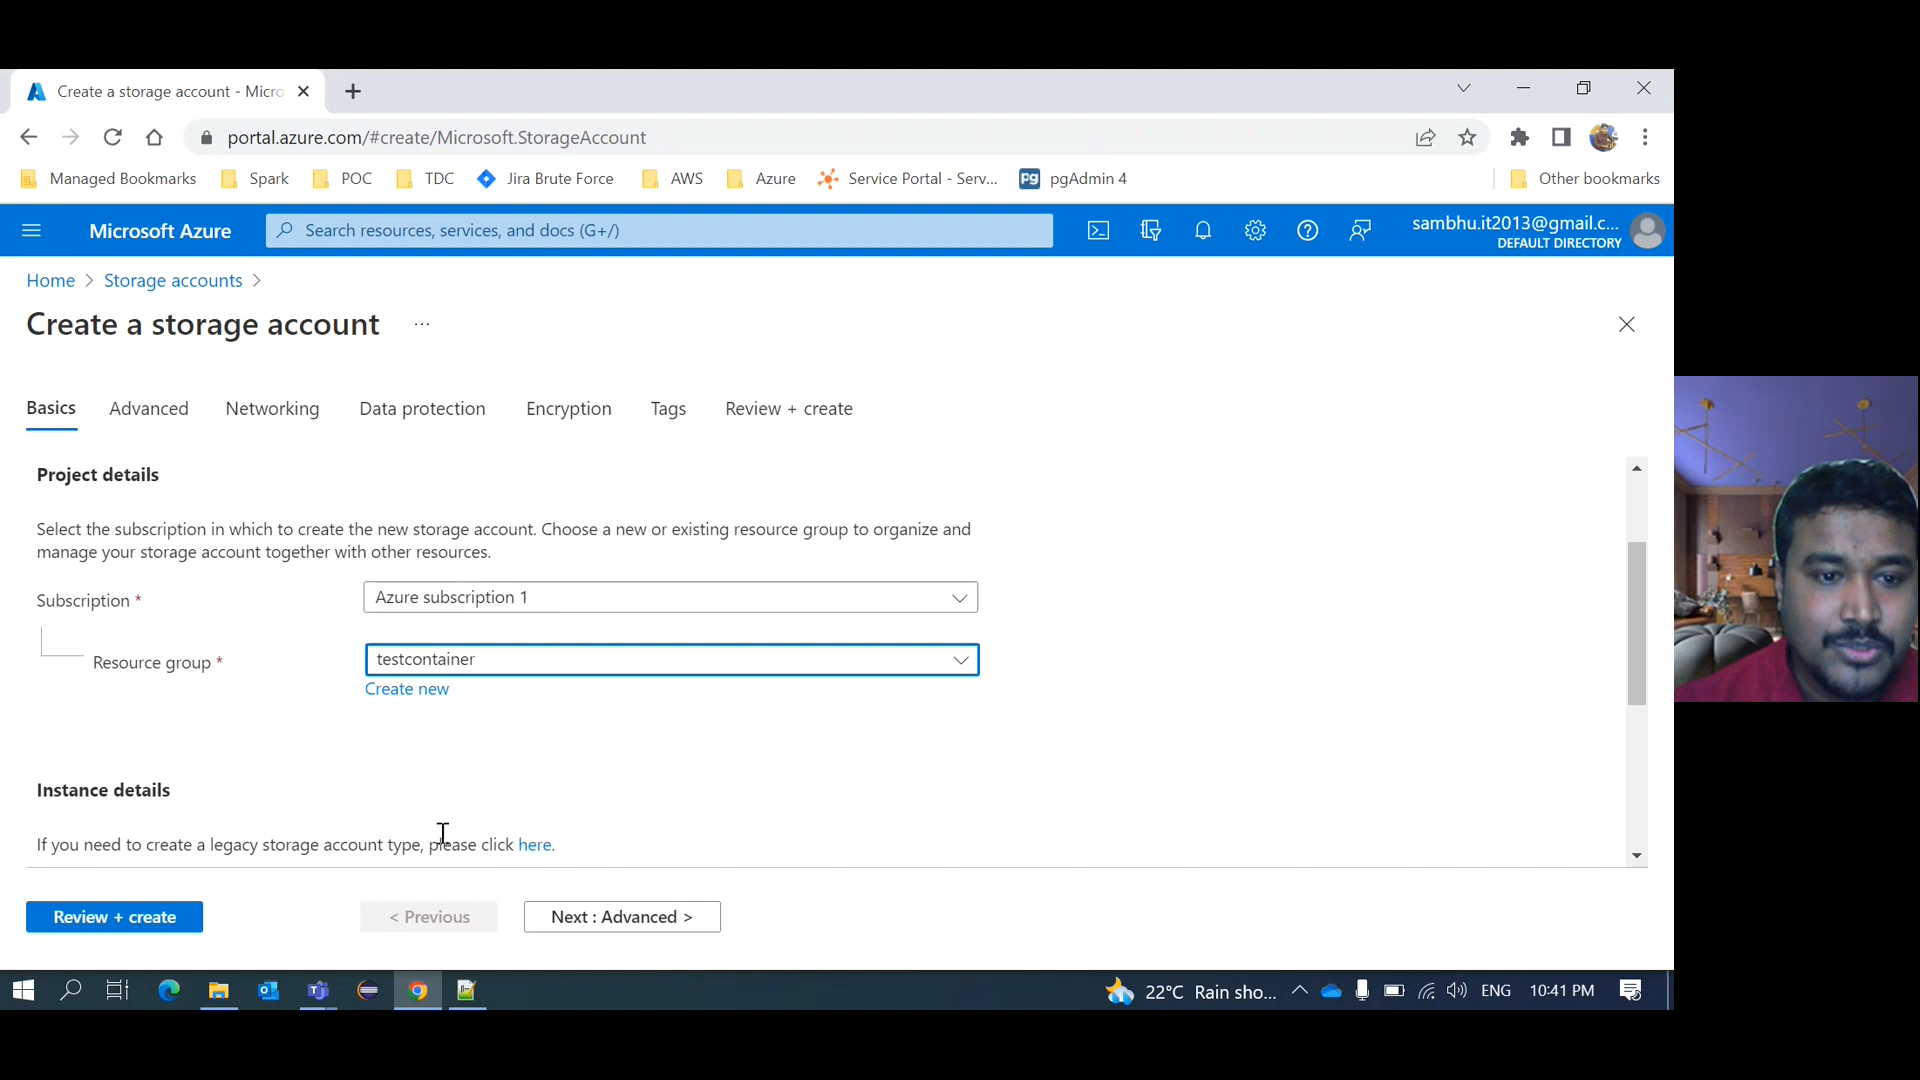 Create a storage account - Micro
portal.azure.com/#create/Microsoft.StorageAccount
Managed Bookmarks
Spark
POC
TDC
Jira Brute Force
AWS
Azure
Service Portal - Serv...
pgAdmin 4
Other bookmarks
Microsoft Azure
Search resources, services, and docs (G+/)
sambhu.it2013@gmail.c...
DEFAULT DIRECTORY
Home > Storage accounts >
Create a storage account ...
Basics
Advanced
Networking
Data protection
Encryption
Tags
Review + create
Project details
Select the subscription in which to create the new storage account. Choose a new or existing resource group to organize and
manage your storage account together with other resources.
Subscription *
Azure subscription 1
Resource group *
testcontainer
Create new
Instance details
If you need to create a legacy storage account type, please click here.
Review + create
< Previous
Next : Advanced >
22°C Rain sho...
ENG
10:41 PM